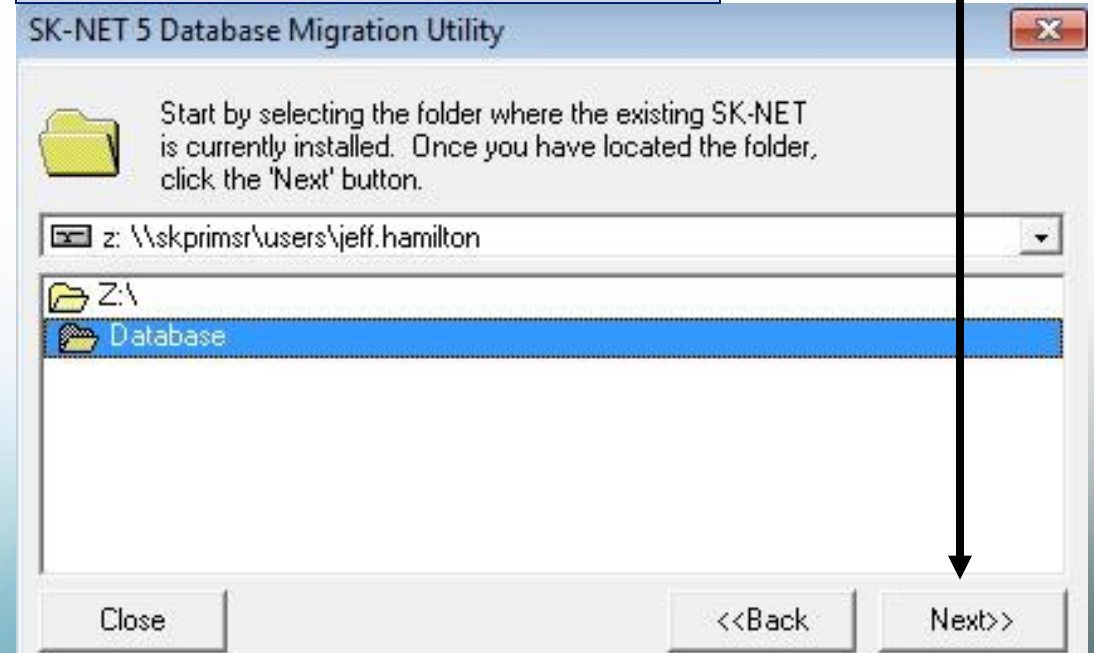 SK-NET 5 Database Migration Utility
Start by selecting the folder where the existing SK-NET
is currently installed.  Once you have located the folder,
click the 'Next' button.
z: \\skprimsr\users\jeff.hamilton
Z:\
Database
Close
<<Back
Next>>